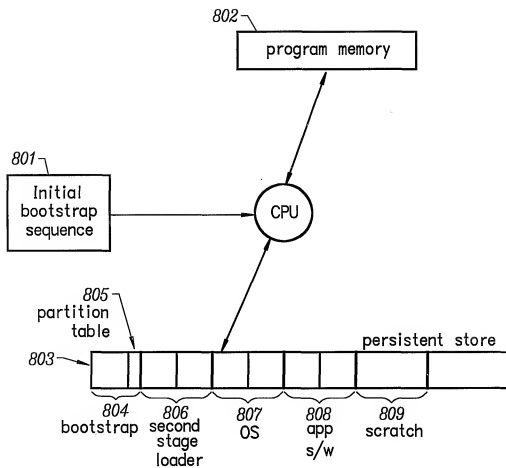 802
program memory
801
Initial
bootstrap
sequence
CPU
805
partition
table
persistent store
803
804
bootstrap
806
second
stage
loader
807
OS
808
app
s/w
809
scratch